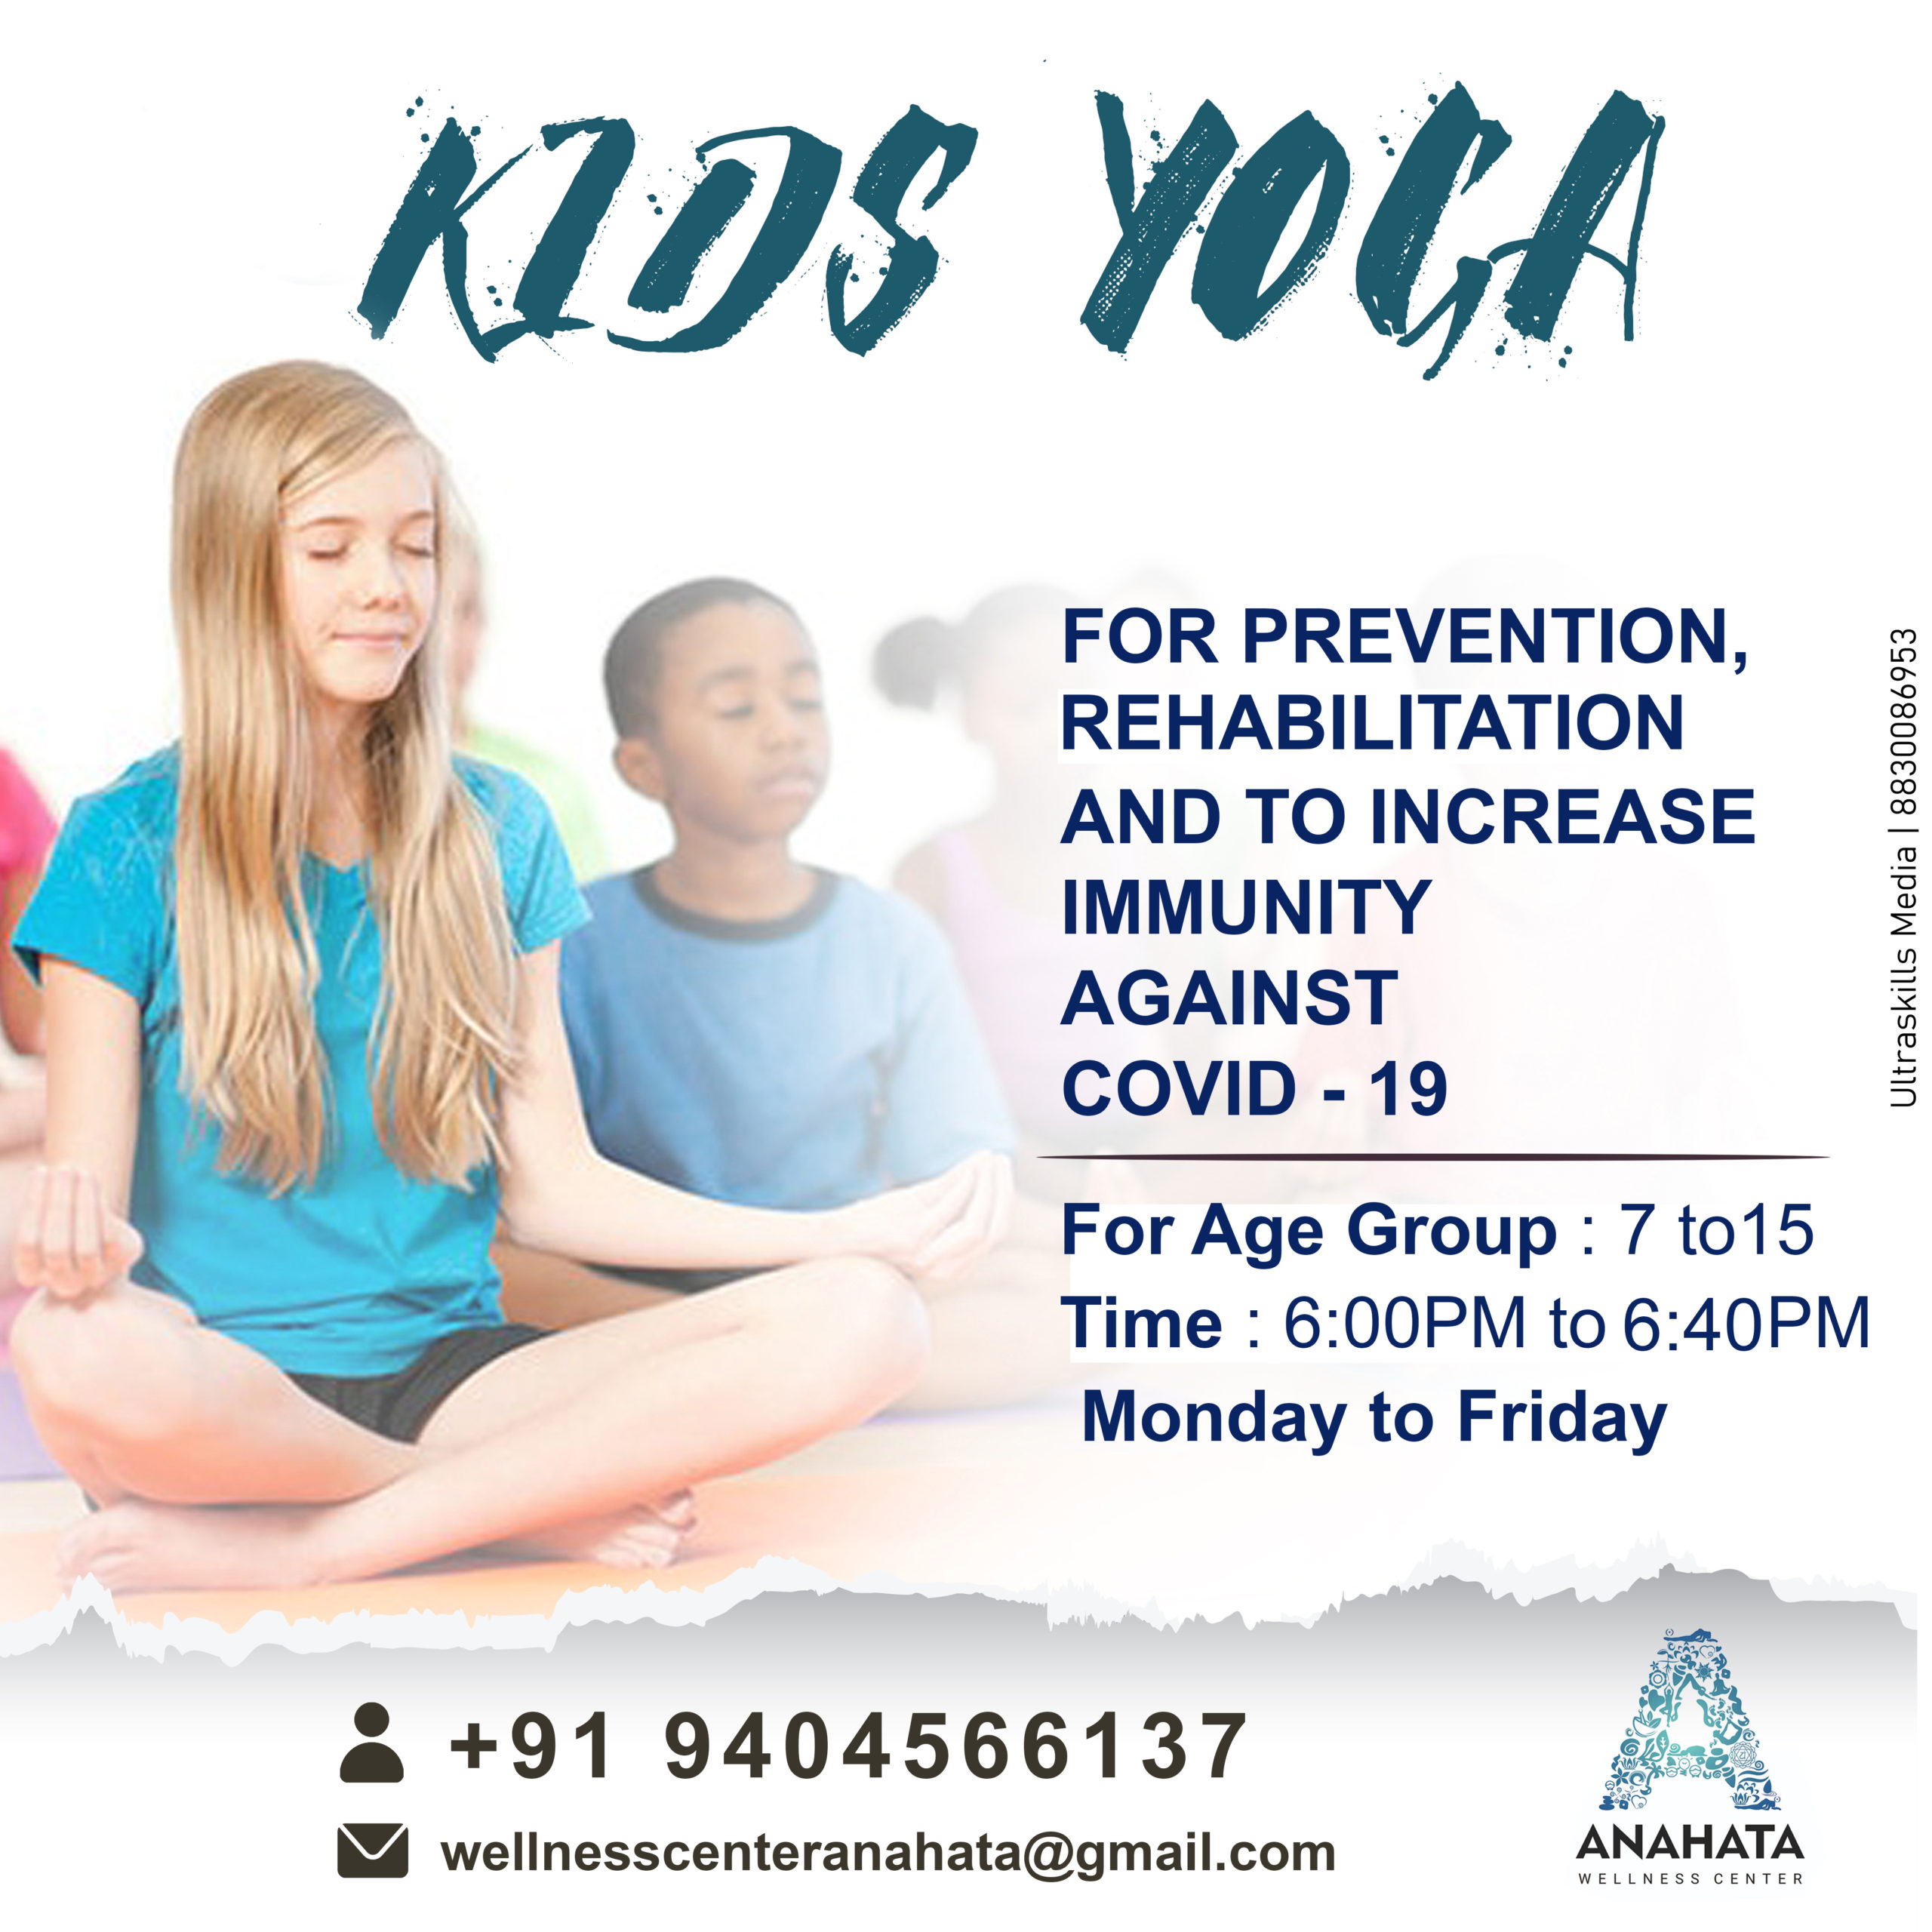 KIDS YOGA
FOR PREVENTION,
REHABILITATION
AND TO INCREASE
IMMUNITY
AGAINST
COVID - 19
For Age Group : 7 to15
Time : 6:00PM to 6:40PM
Monday to Friday
Ultraskills Media | 8830086953
+91 9404566137
wellnesscenteranahata@gmail.com
ANAHATA
WELLNESS CENTER